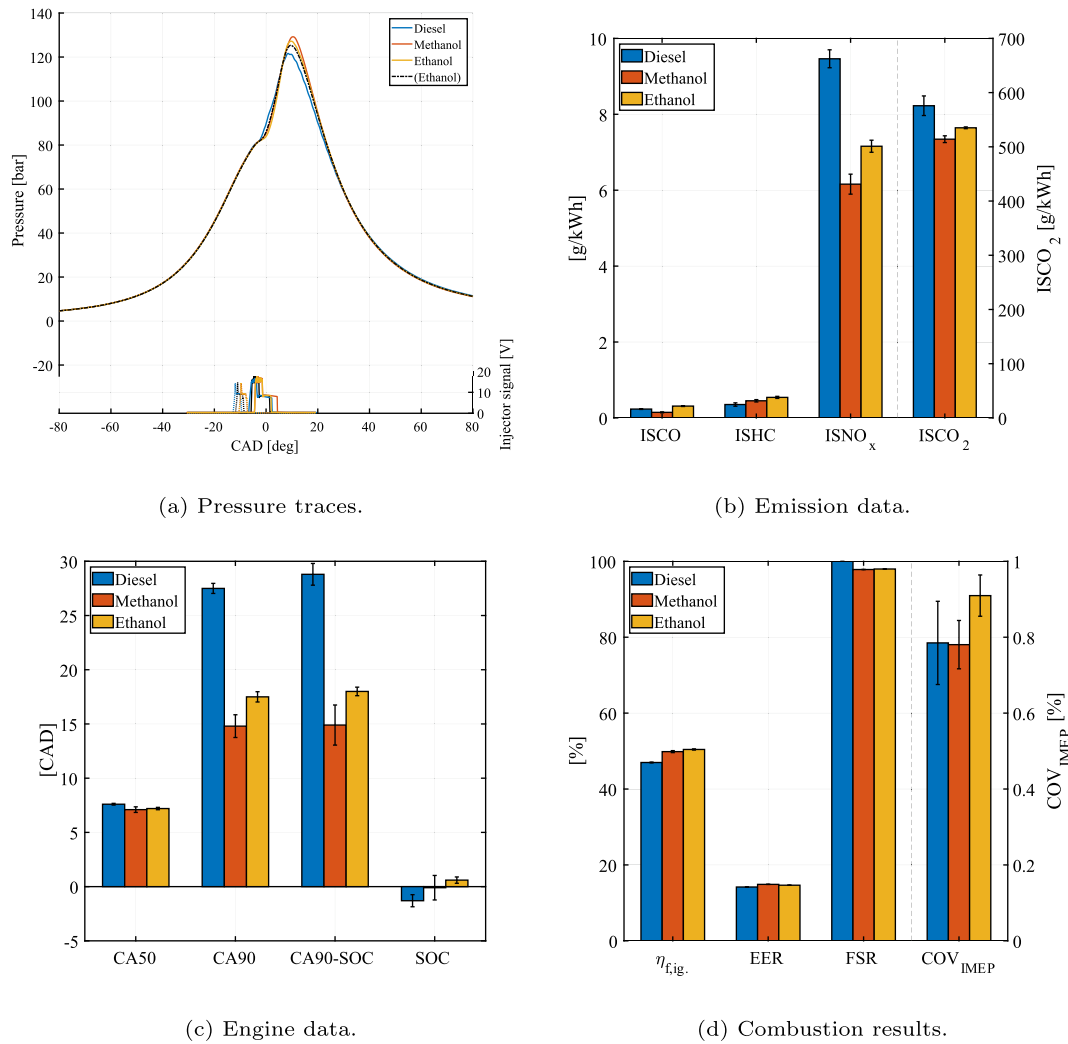 140
120
100
80
60
40
20
0
-20
Pressure [bar]
Diesel
Methanol
Ethanol
(Ethanol)
20
10
0
Injector signal [V]
-80 -60 -40 -20 0 20 40 60 80
CAD [deg]
(a) Pressure traces.
10
8
6
4
2
0
[g/kWh]
Diesel
Methanol
Ethanol
700
600
500
400
300
200
100
0
ISCO2 [g/kWh]
ISCO ISHC ISNOx ISCO2
(b) Emission data.
30
25
20
15
10
5
0
-5
[CAD]
Diesel
Methanol
Ethanol
CA50 CA90 CA90-SOC SOC
(c) Engine data.
100
80
60
40
20
0
[%]
Diesel
Methanol
Ethanol
1
0.8
0.6
0.4
0.2
0
COVIMEP [%]
ηf,ig. EER FSR COVIMEP
(d) Combustion results.